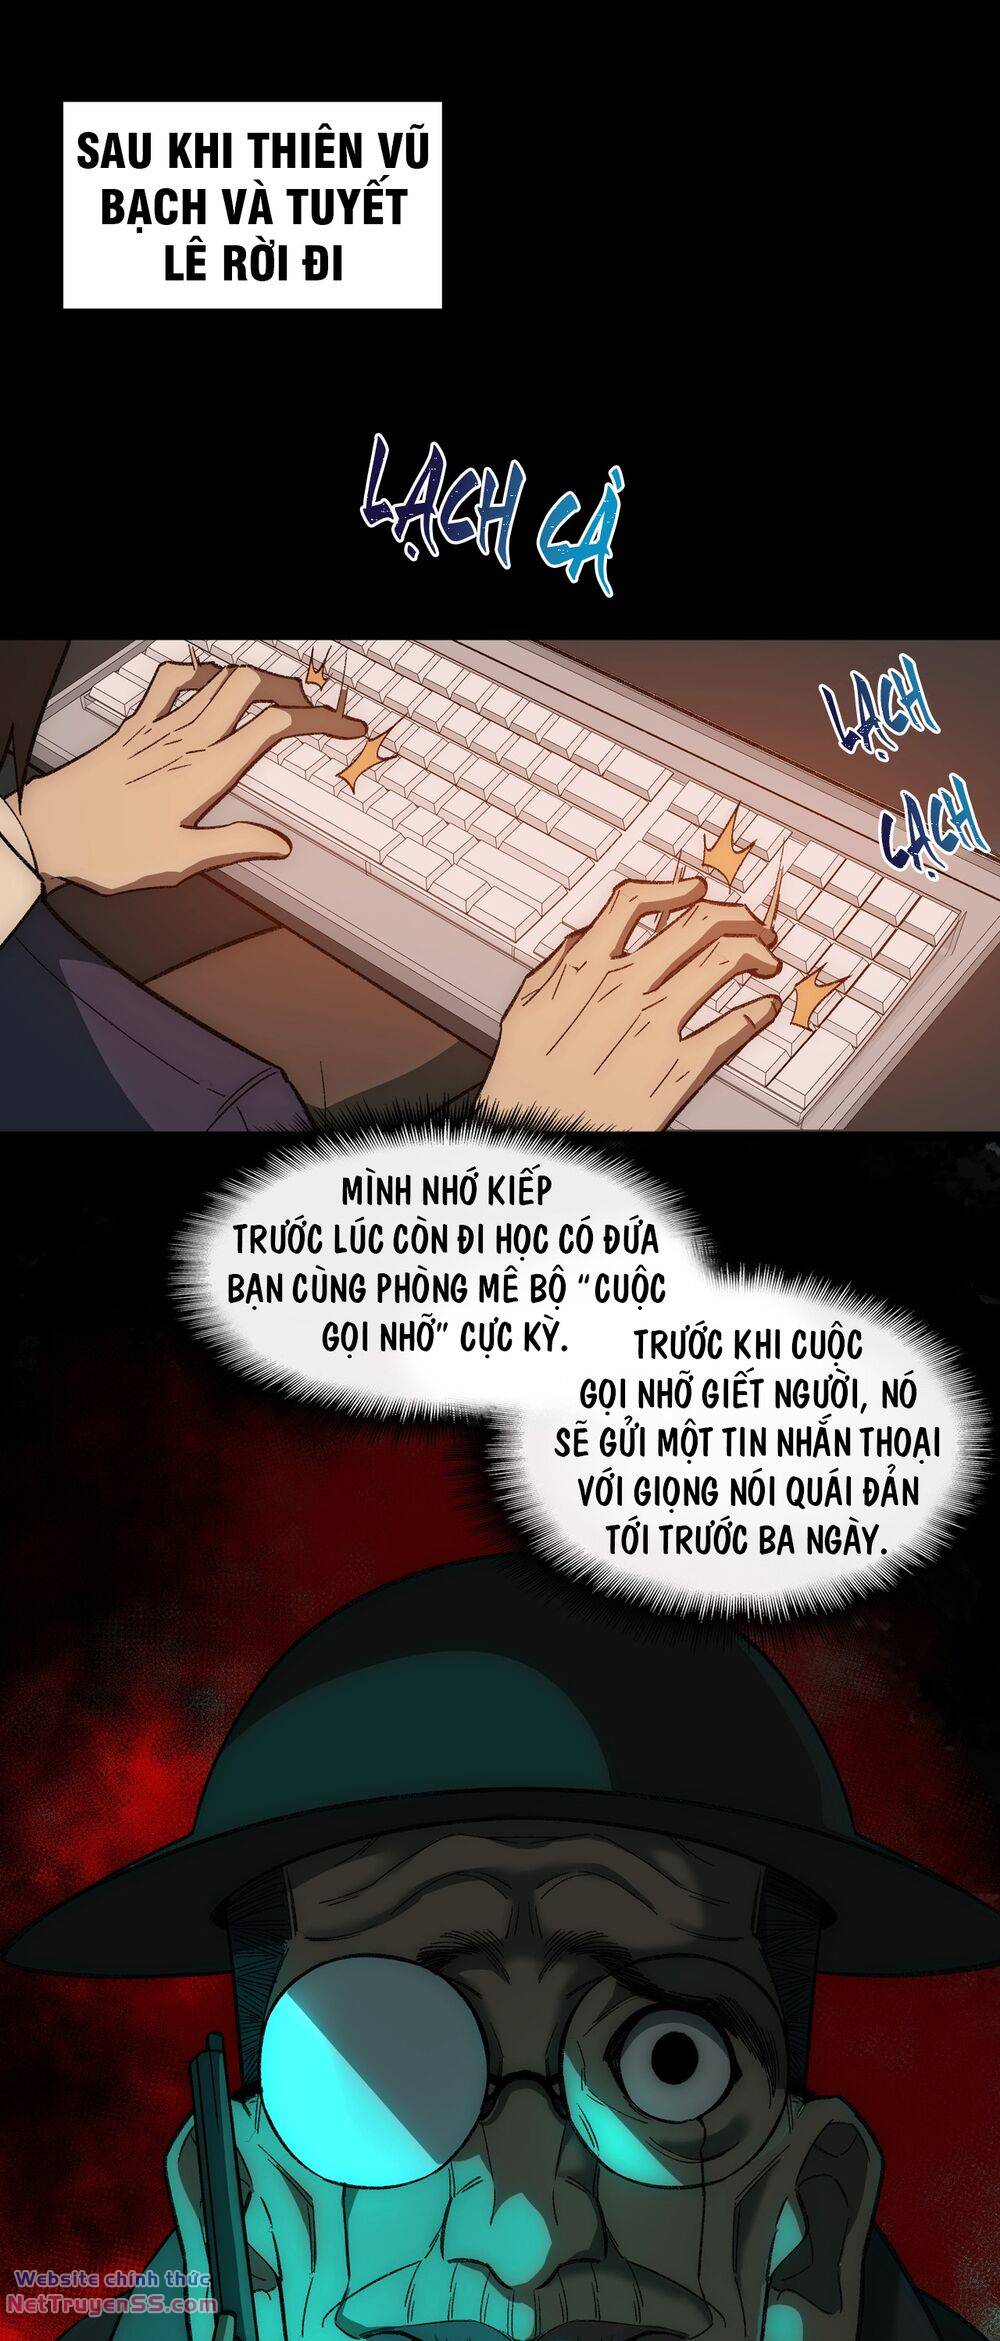 SAU KHI THIÊN VŨ
BẠCH VÀ TUYẾT
LÊ RỜI ĐI
LẠCH CÀ
LẠCH
CẠCH
MÌNH NHỚ KIẾP
TRƯỚC LÚC CÒN ĐI HỌC CÓ ĐỨA
BẠN CÙNG PHÒNG MÊ BỘ “CUỘC
GỌI NHỠ” CỰC KỲ.
TRƯỚC KHI CUỘC
GỌI NHỠ GIẾT NGƯỜI, NÓ
SẼ GỬI MỘT TIN NHẮN THOẠI
VỚI GIỌNG NÓI QUÁI ĐẢN
TỚI TRƯỚC BA NGÀY.
Website chính thức
NetTruyenSS.com